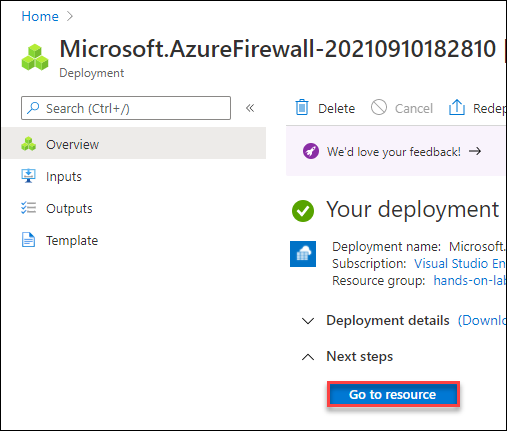 Home >
Microsoft.AzureFirewall-20210910182810 |
Deployment
Search (Ctrl+/)
«
Overview
Inputs
Outputs
Template
Delete
Cancel
Redep
We'd love your feedback! →
Your deployment
Deployment name: Microsoft.
Subscription: Visual Studio En
Resource group: hands-on-lab
Deployment details (Downlo
Next steps
Go to resource